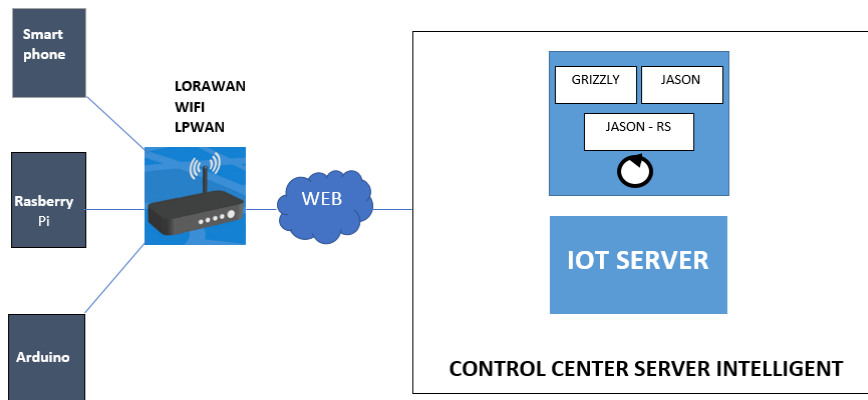 Smart
phone
LORAWAN
WIFI
LPWAN
Rasberry
Pi
Arduino
WEB
GRIZZLY
JASON
JASON - RS
IOT SERVER
CONTROL CENTER SERVER INTELLIGENT